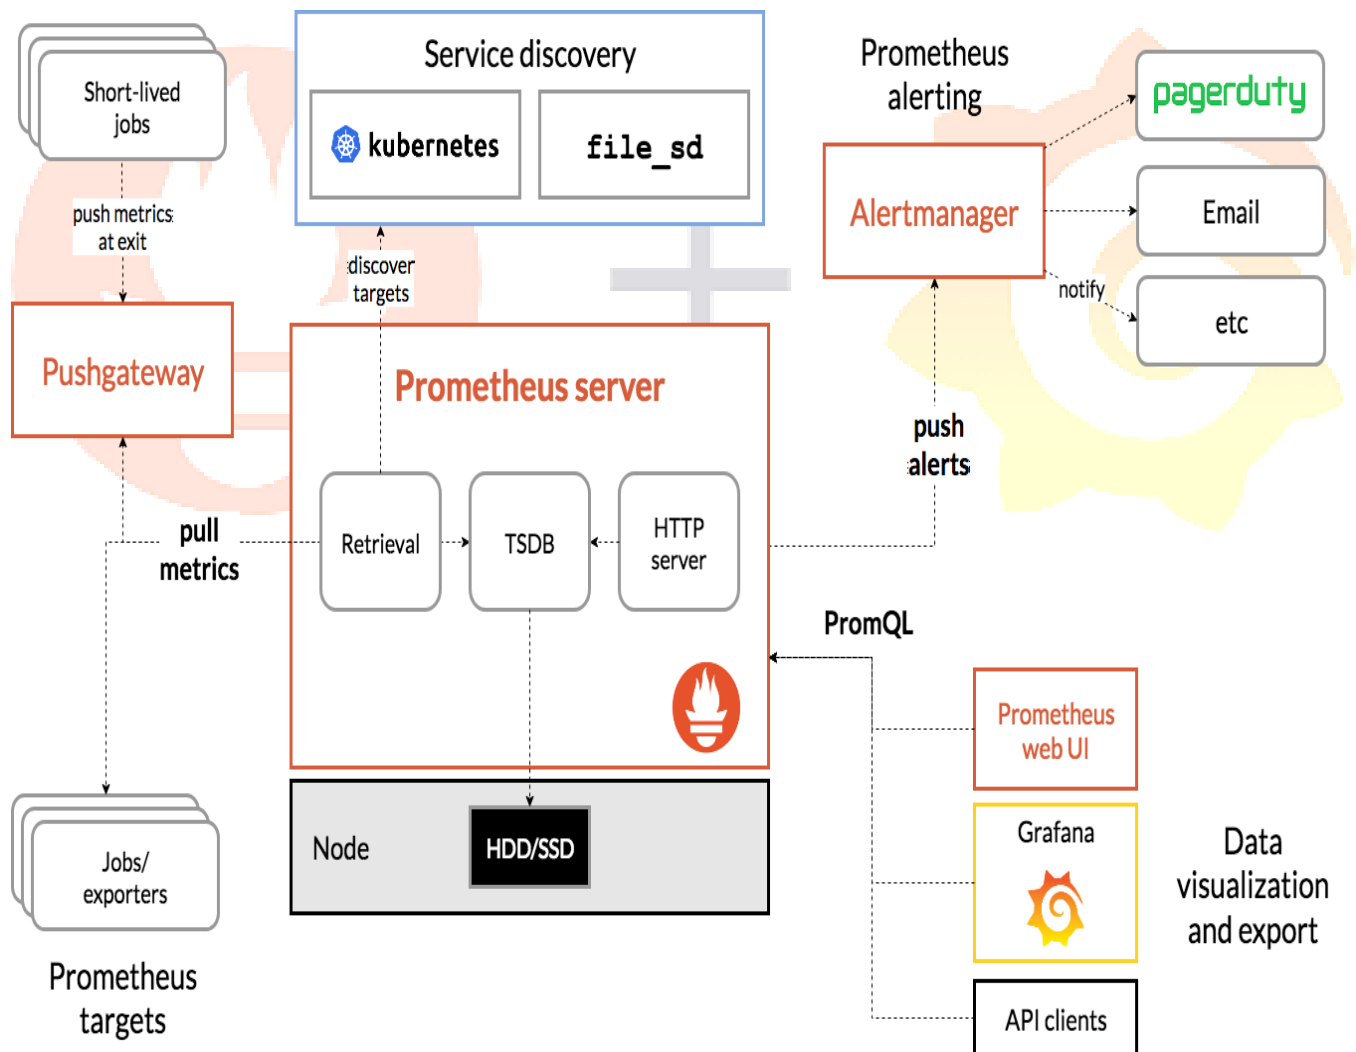 Short-lived
jobs
push metrics
at exit
Pushgateway
Service discovery
kubernetes
file_sd
discover
targets
Prometheus
alerting
Alertmanager
pagerduty
Email
notify
etc
push
alerts
Prometheus server
Retrieval
TSDB
HTTP
server
pull
metrics
PromQL
Node
HDD/SSD
Jobs/
exporters
Prometheus
targets
Prometheus
web UI
Grafana
API clients
Data
visualization
and export